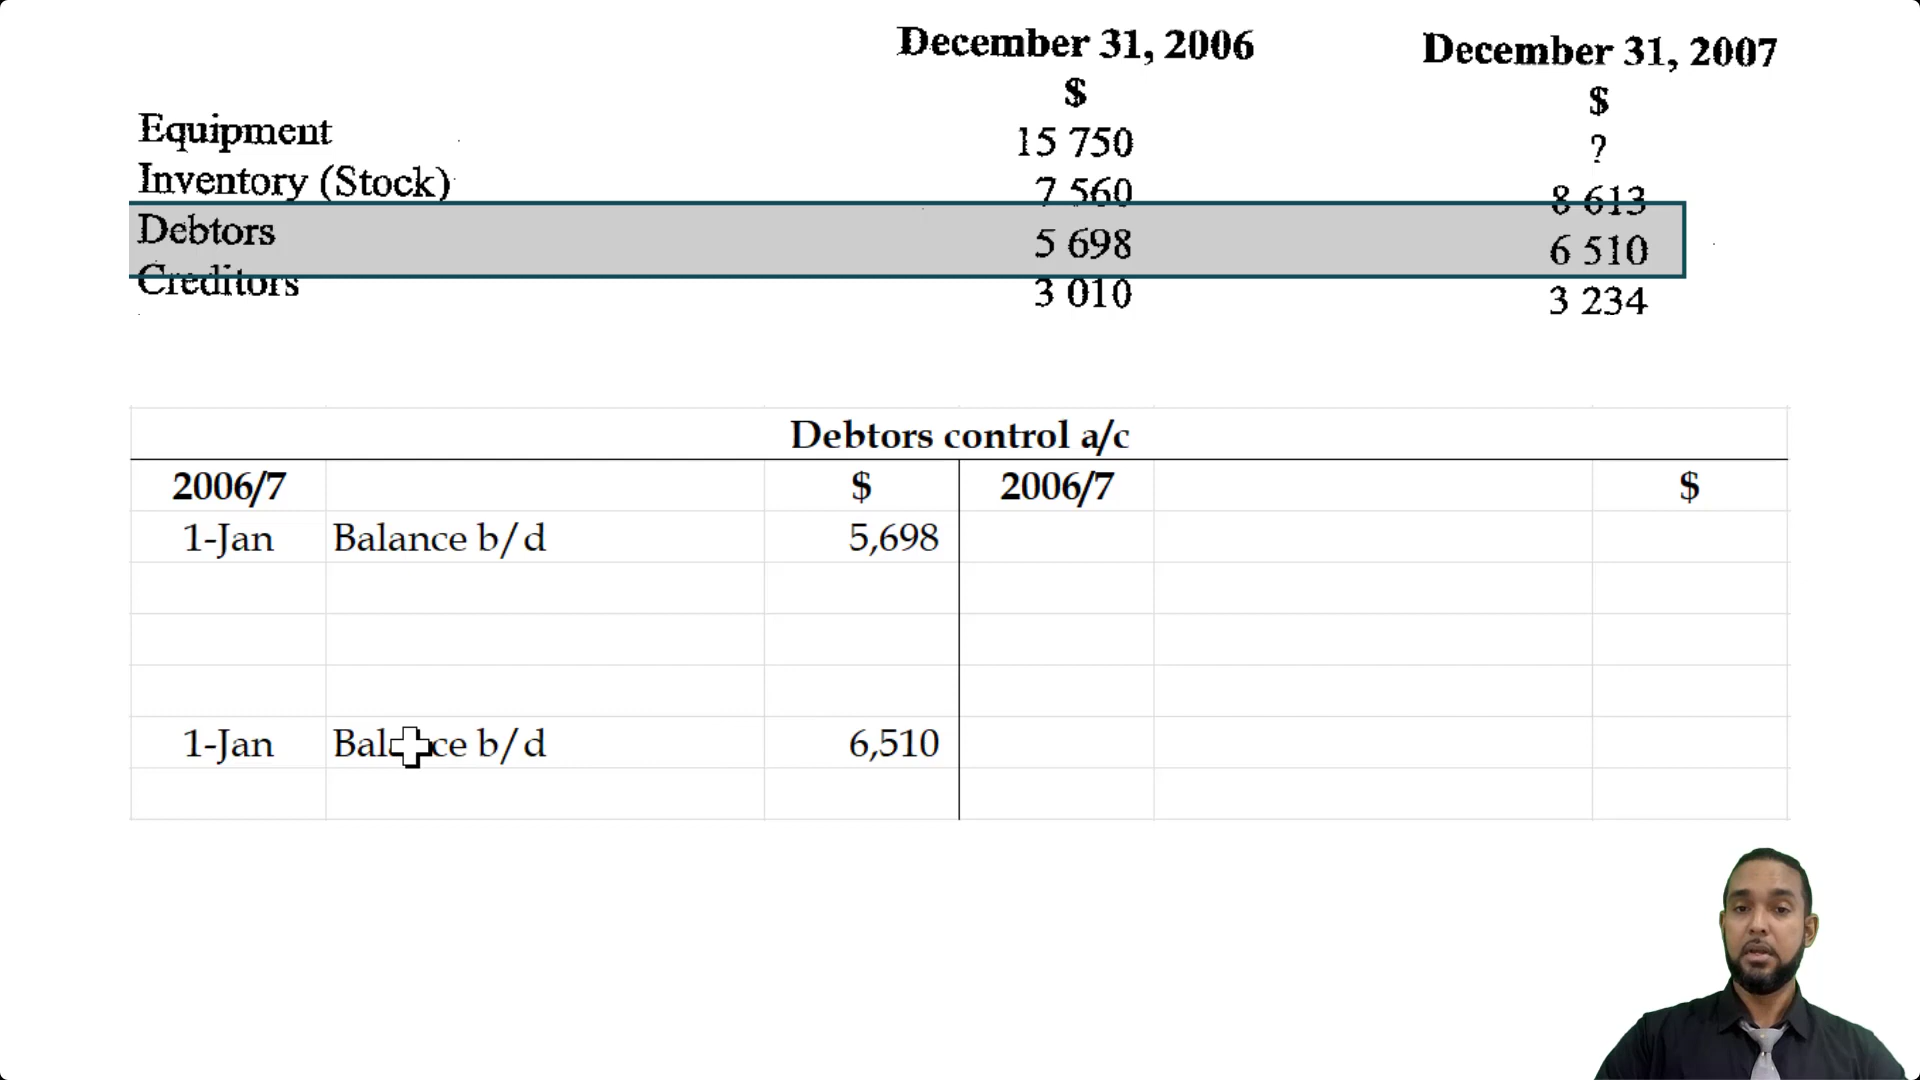 December 31, 2006 December 31, 2007
$ $
Equipment 15 750 ?
Inventory (Stock) 7 560 8 613
Debtors 5 698 6 510
Creditors 3 010 3 234
Debtors control a/c
2006/7 $ 2006/7 $
1-Jan Balance b/d 5,698
1-Jan Balance b/d 6,510